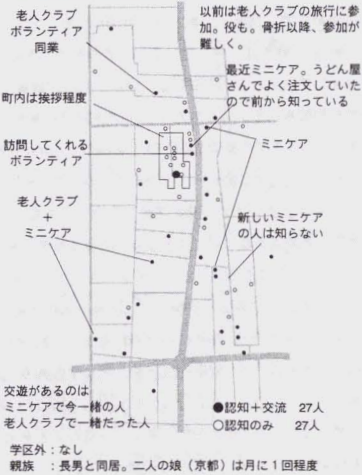 老人クラブ
ボランティア
同業
以前は老人クラブの旅行に参
加。役も。骨折以降、参加が
難しく。
最近ミニケア。うどん屋
さんでよく注文していた
ので前から知っている
町内は挨拶程度
訪問してくれる
ボランティア
ミニケア
老人クラブ
+
ミニケア
新しいミニケア
の人は知らない
交遊があるのは
ミニケアで今一緒の人
老人クラブで一緒だった人
●認知+交流 27人
○認知のみ 27人
学区外:なし
親族 :長男と同居。二人の娘(京都)は月に1回程度